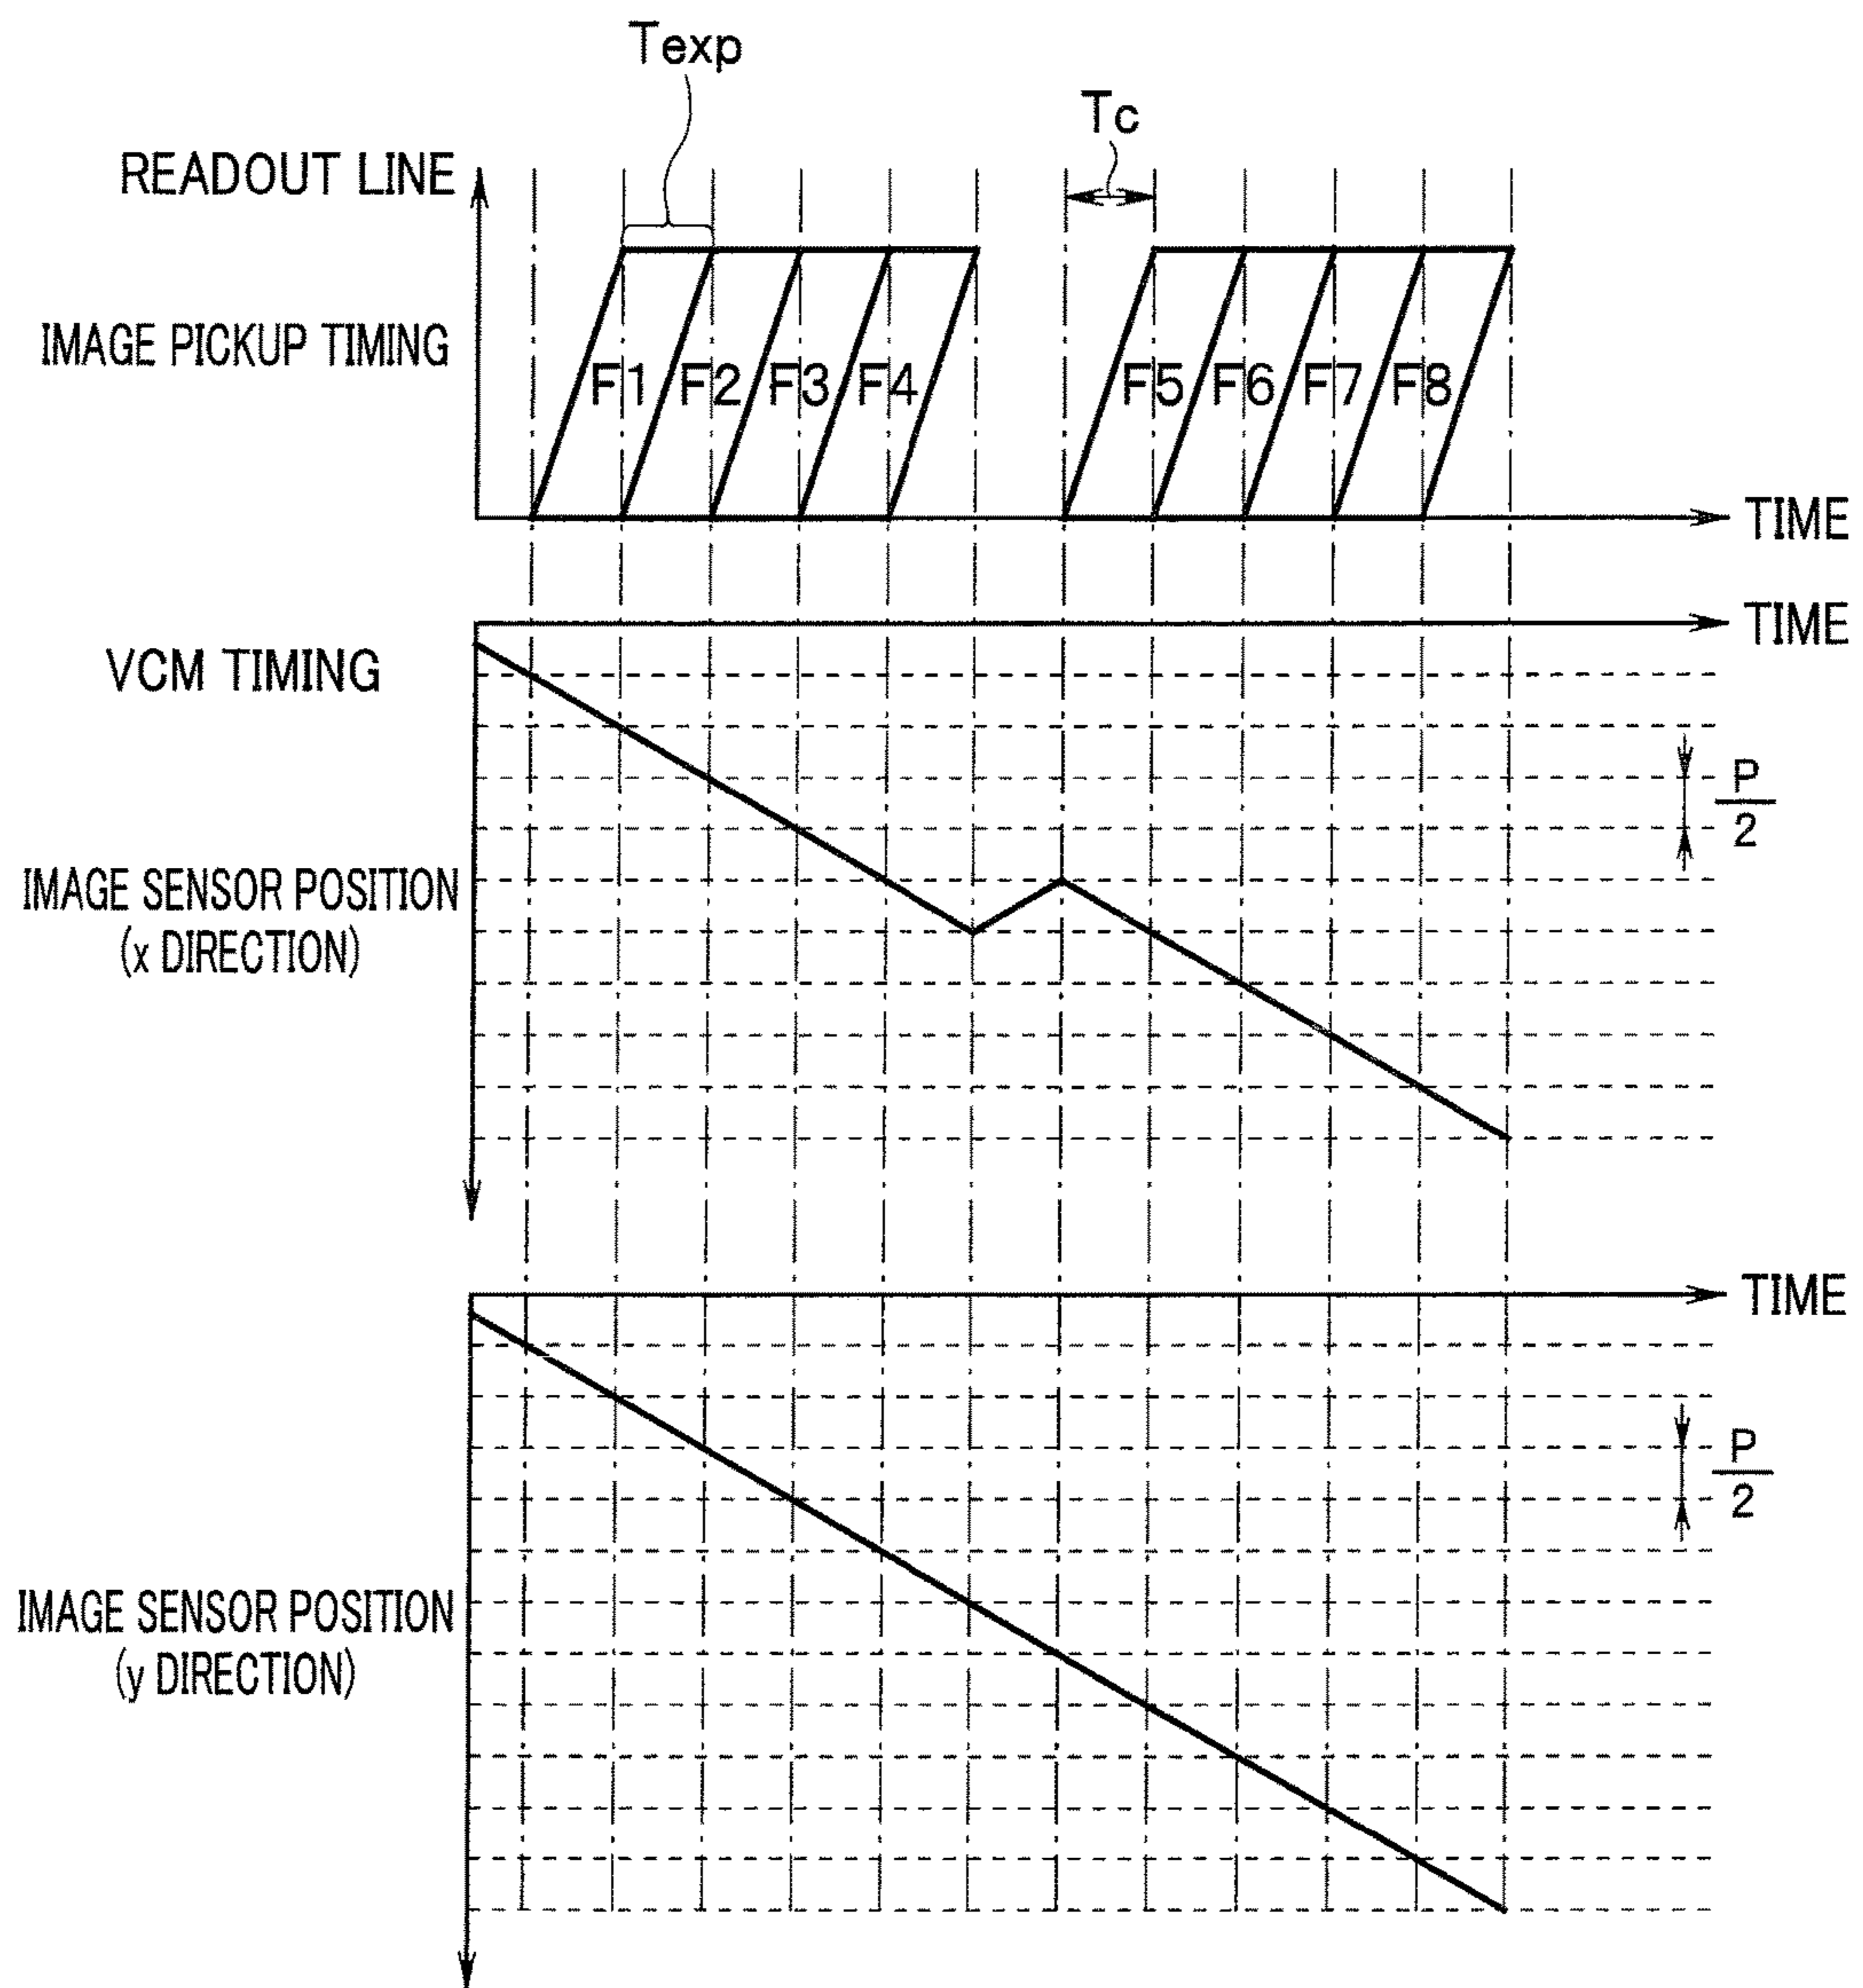 Texp
Tc
READOUT LINE
IMAGE PICKUP TIMING
F1 F2 F3 F4 F5 F6 F7 F8
TIME
TIME
VCM TIMING
P
2
IMAGE SENSOR POSITION
(x DIRECTION)
TIME
P
2
IMAGE SENSOR POSITION
(y DIRECTION)